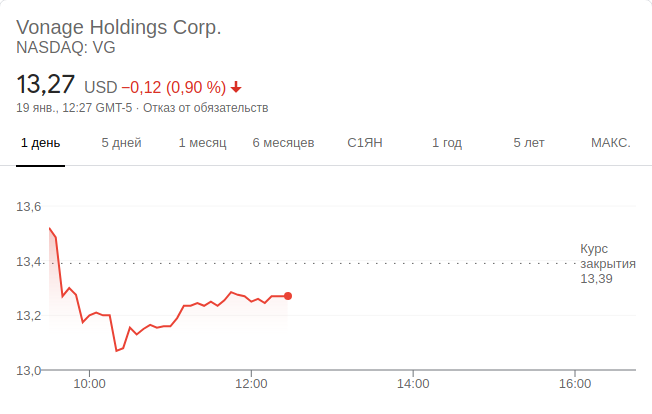 Vonage Holdings Corp.
NASDAQ: VG
13,27 USD −0,12 (0,90 %)
19 янв., 12:27 GMT-5 · Отказ от обязательств
1 день 5 дней 1 месяц 6 месяцев С1ЯН 1 год 5 лет МАКС.
13,6
13,4
13,2
13,0
Курс
закрытия
13,39
10:00 12:00 14:00 16:00